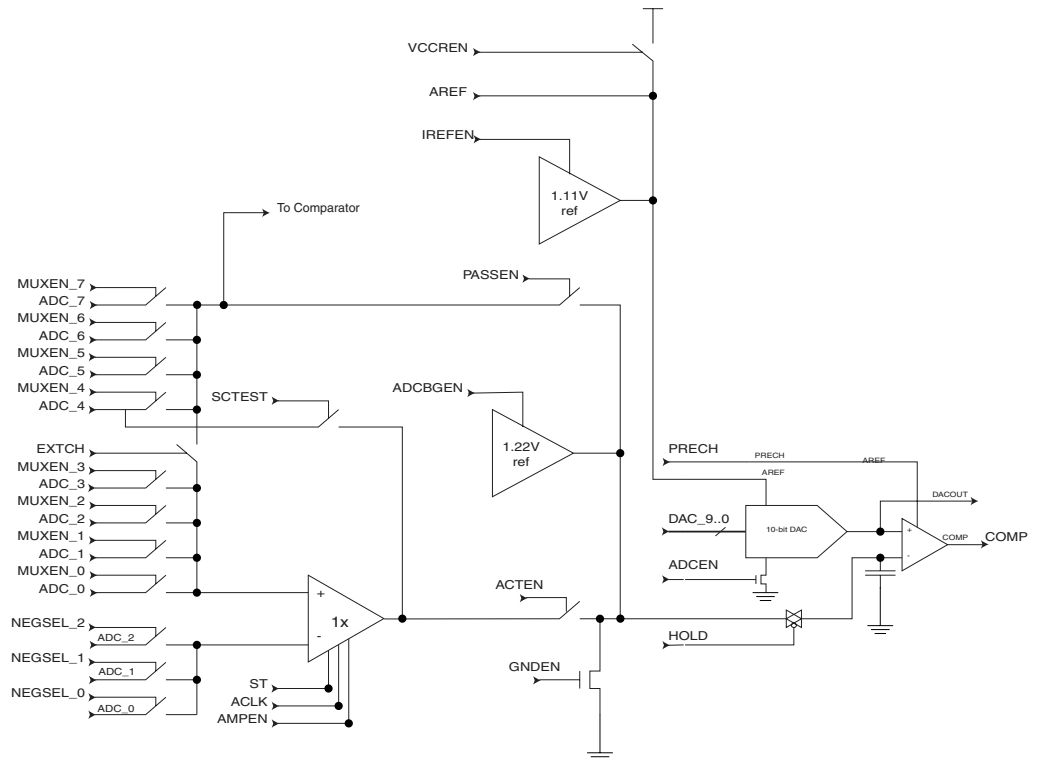 VCCREN
AREF
IREFEN
1.11V
ref
To Comparator
PASSEN
MUXEN_7
ADC_7
MUXEN_6
ADC_6
MUXEN_5
ADC_5
MUXEN_4
ADC_4
SCTEST
ADCBGEN
1.22V
ref
EXTCH
MUXEN_3
ADC_3
MUXEN_2
ADC_2
MUXEN_1
ADC_1
MUXEN_0
ADC_0
PRECH
PRECH
AREF
AREF
DACOUT
DAC_9..0
10-bit DAC
+
-
COMP
COMP
ADCEN
ACTEN
+
1x
-
NEGSEL_2
ADC_2
NEGSEL_1
ADC_1
NEGSEL_0
ADC_0
HOLD
GNDEN
ST
ACLK
AMPEN